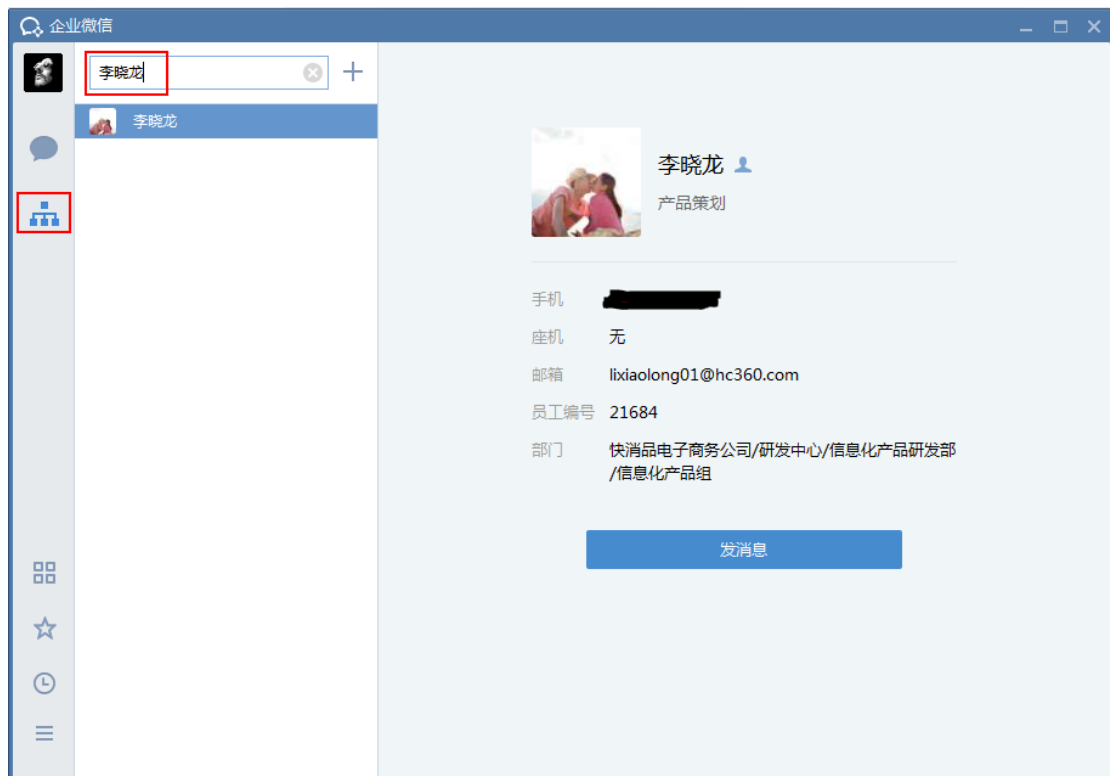 企业微信
李晓龙
李晓龙
李晓龙
产品策划
手机
座机 无
邮箱 lixiaolong01@hc360.com
员工编号 21684
部门 快消品电子商务公司/研发中心/信息化产品研发部
/信息化产品组
发消息